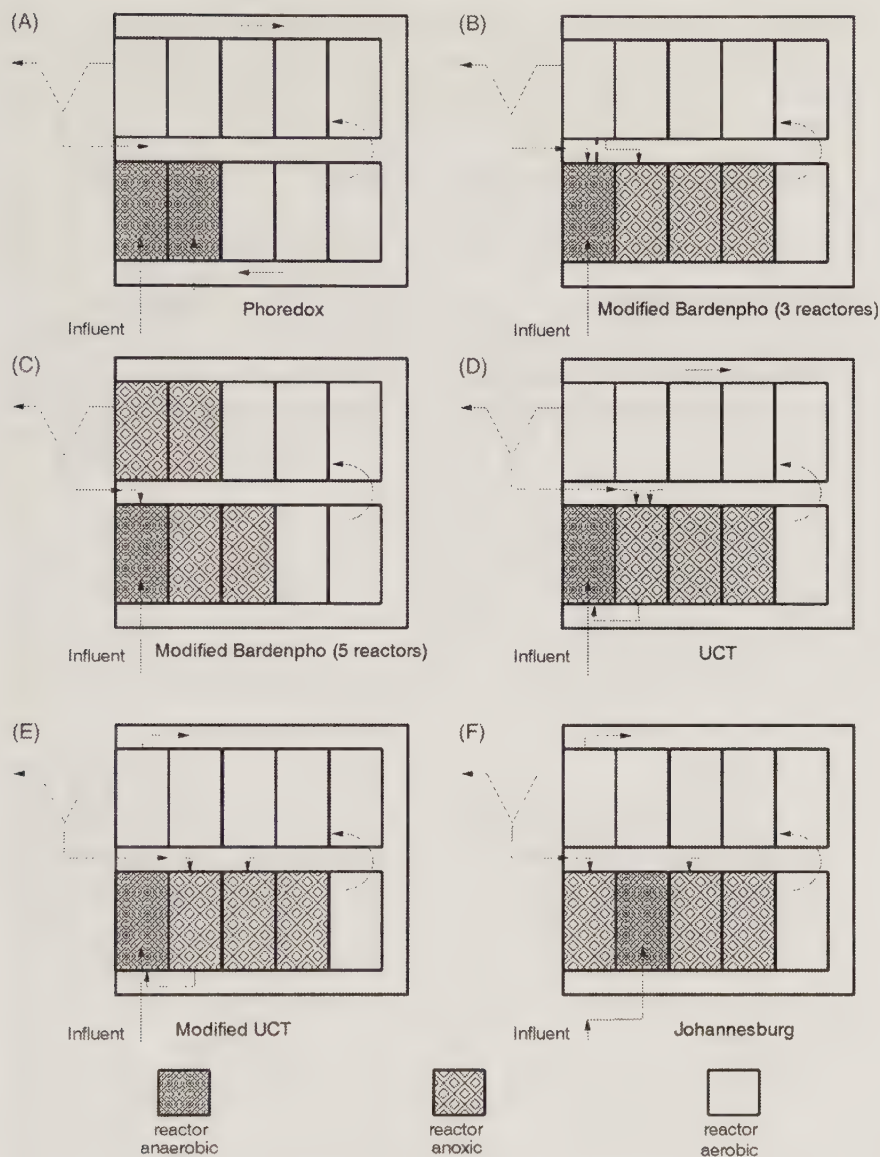 (A)
Influent
Phoredox
(B)
Influent
Modified Bardenpho (3 reactores)
(C)
Influent
Modified Bardenpho (5 reactors)
(D)
Influent
UCT
(E)
Influent
Modified UCT
(F)
Influent
Johannesburg
reactor
anaerobic
reactor
anoxic
reactor
aerobic